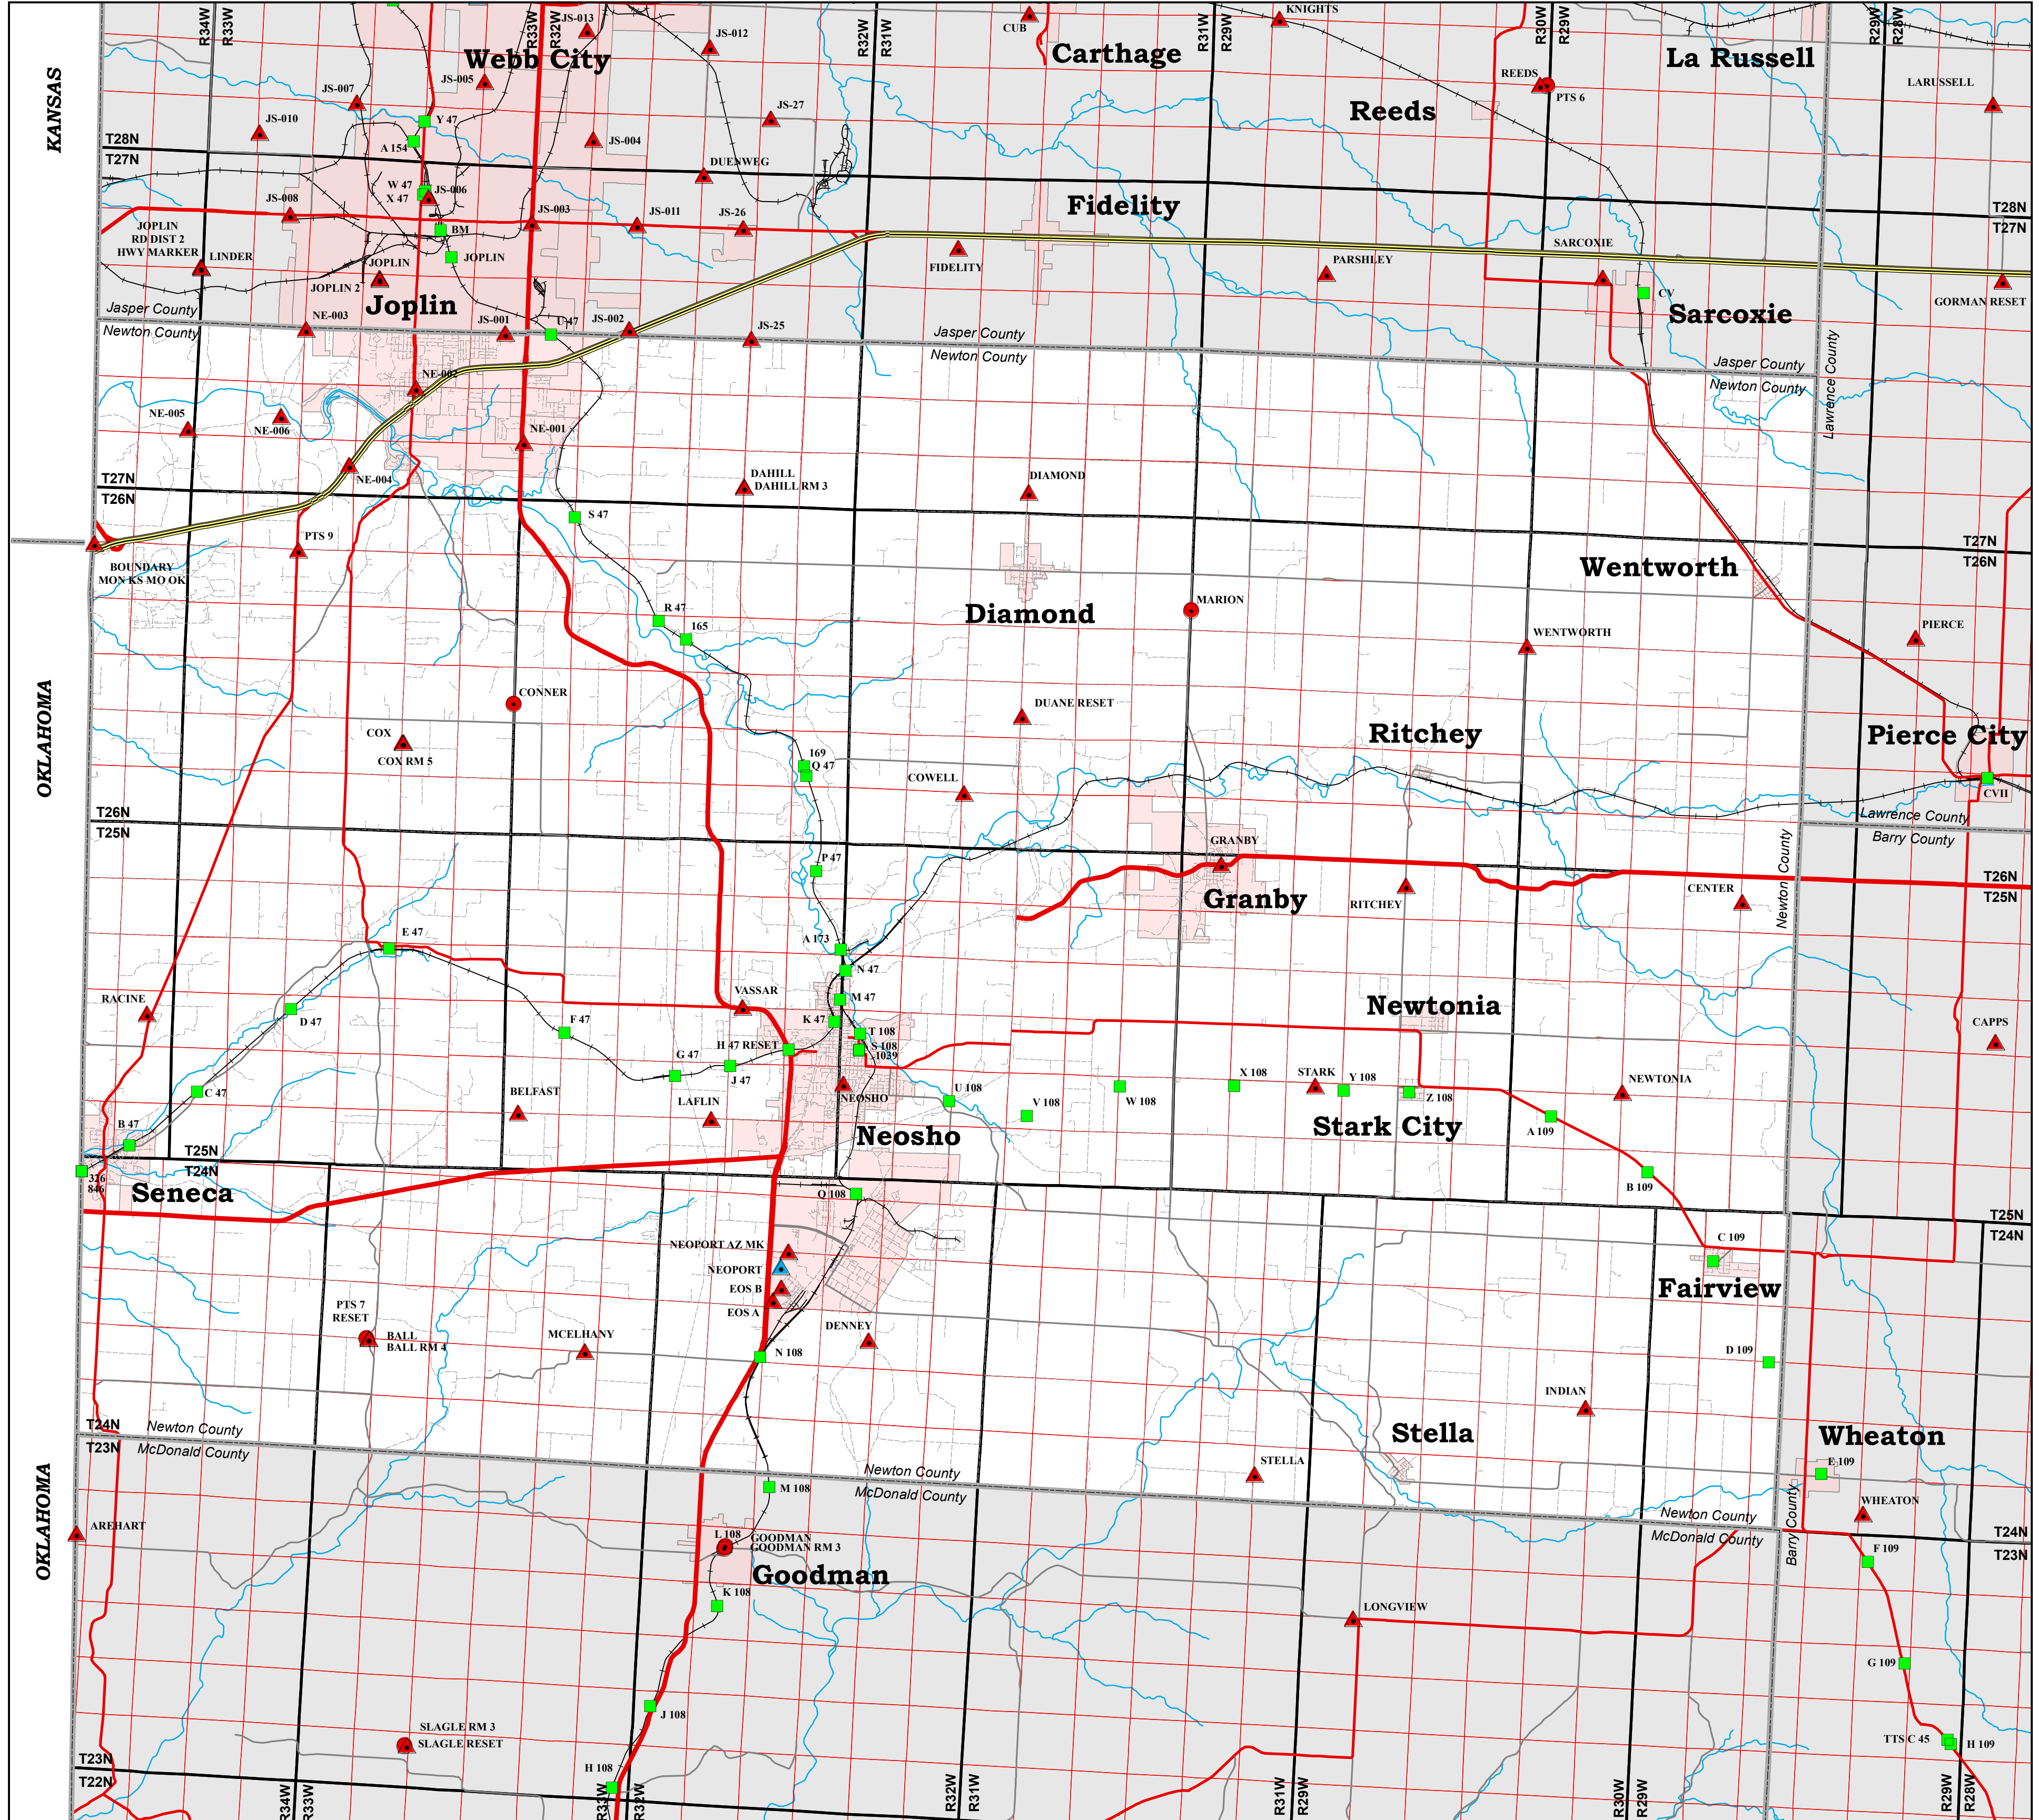 R34W
R33W
R33W
R32W
R32W
R31W
R31W
R29W
R30W
R29W
R29W
R28W
JS-013
JS-012
CUB
KNIGHTS
Webb City
Carthage
La Russell
KANSAS
JS-005
JS-007
JS-27
REEDS
PTS 6
LARUSSELL
Reeds
JS-010
Y 47
A 154
JS-004
T28N
T27N
DUENWEG
W 47
X 47
JS-006
JS-008
JS-003
JS-011
JS-26
Fidelity
T28N
T27N
JOPLIN
RD DIST 2
HWY MARKER
BM
JOPLIN
LINDER
JOPLIN
JOPLIN 2
FIDELITY
PARSHLEY
SARCOXIE
GORMAN RESET
CV
Joplin
Sarcoxie
Jasper County
Newton County
NE-003
JS-001
U 47
JS-002
JS-25
Jasper County
Newton County
Jasper County
Newton County
Lawrence County
NE-002
NE-005
NE-006
NE-001
NE-004
DAHILL
DAHILL RM 3
DIAMOND
T27N
T26N
S 47
PTS 9
T27N
T26N
BOUNDARY
MON KS MO OK
Wentworth
R 47
165
Diamond
MARION
WENTWORTH
PIERCE
OKLAHOMA
CONNER
DUANE RESET
COX
COX RM 5
Ritchey
Pierce City
169
Q 47
COWELL
CVII
T26N
T25N
Lawrence County
Barry County
P 47
GRANBY
Granby
RITCHEY
CENTER
Newton County
T26N
T25N
E 47
A 173
N 47
RACINE
VASSAR
M 47
D 47
F 47
K 47
T 108
S 108
1039
Newtonia
CAPPS
H 47 RESET
G 47
J 47
C 47
BELFAST
LAFLIN
NEOSHO
U 108
V 108
W 108
X 108
STARK
Y 108
Z 108
NEWTONIA
B 47
Neosho
Stark City
A 109
T25N
T24N
326
846
Seneca
Q 108
B 109
T25N
T24N
NEOPORT AZ MK
NEOPORT
EOS B
EOS A
C 109
Fairview
PTS 7
RESET
BALL
BALL RM 4
MCELHANY
DENNEY
N 108
D 109
INDIAN
T24N
T23N
Newton County
McDonald County
Stella
Wheaton
E 109
OKLAHOMA
Newton County
McDonald County
STELLA
M 108
WHEATON
Newton County
McDonald County
Barry County
AREHART
L 108
GOODMAN
GOODMAN RM 3
T24N
T23N
F 109
Goodman
K 108
LONGVIEW
G 109
J 108
SLAGLE RM 3
SLAGLE RESET
TTS C 45
H 109
T23N
T22N
H 108
R34W
R33W
R33W
R32W
R32W
R31W
R31W
R29W
R30W
R29W
R29W
R28W